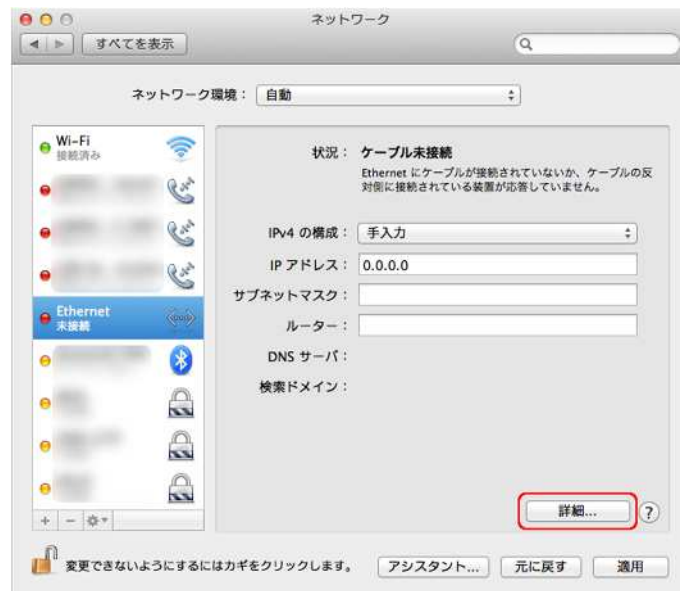 ネットワーク
すべてを表示
ネットワーク環境： 自動
Wi-Fi
接続済み
Ethernet
未接続
状況： ケーブル未接続
Ethernet にケーブルが接続されていないか、ケーブルの反
対側に接続されている装置が応答していません。
IPv4 の構成： 手入力
IP アドレス： 0.0.0.0
サブネットマスク：
ルーター：
DNS サーバ：
検索ドメイン：
詳細...
?
変更できないようにするにはカギをクリックします。
アシスタント... 元に戻す 適用